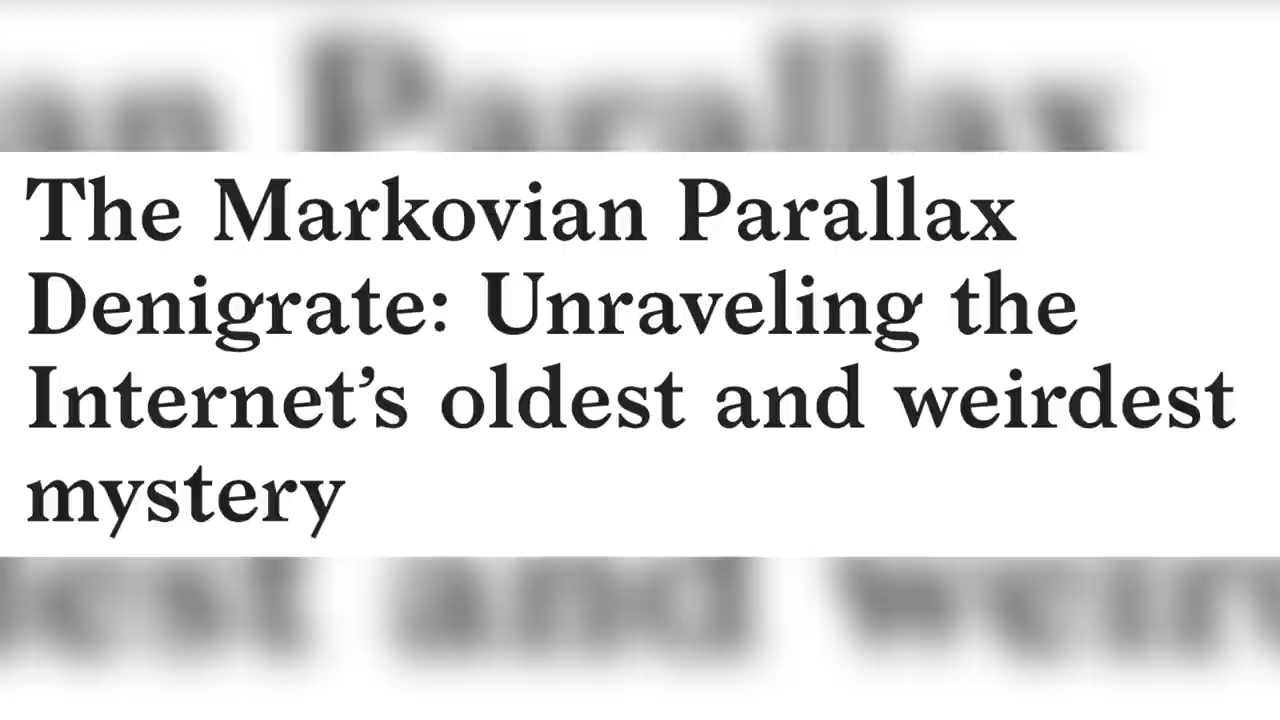 The Markovian Parallax
Denigrate: Unraveling the
Internet’s oldest and weirdest
mystery